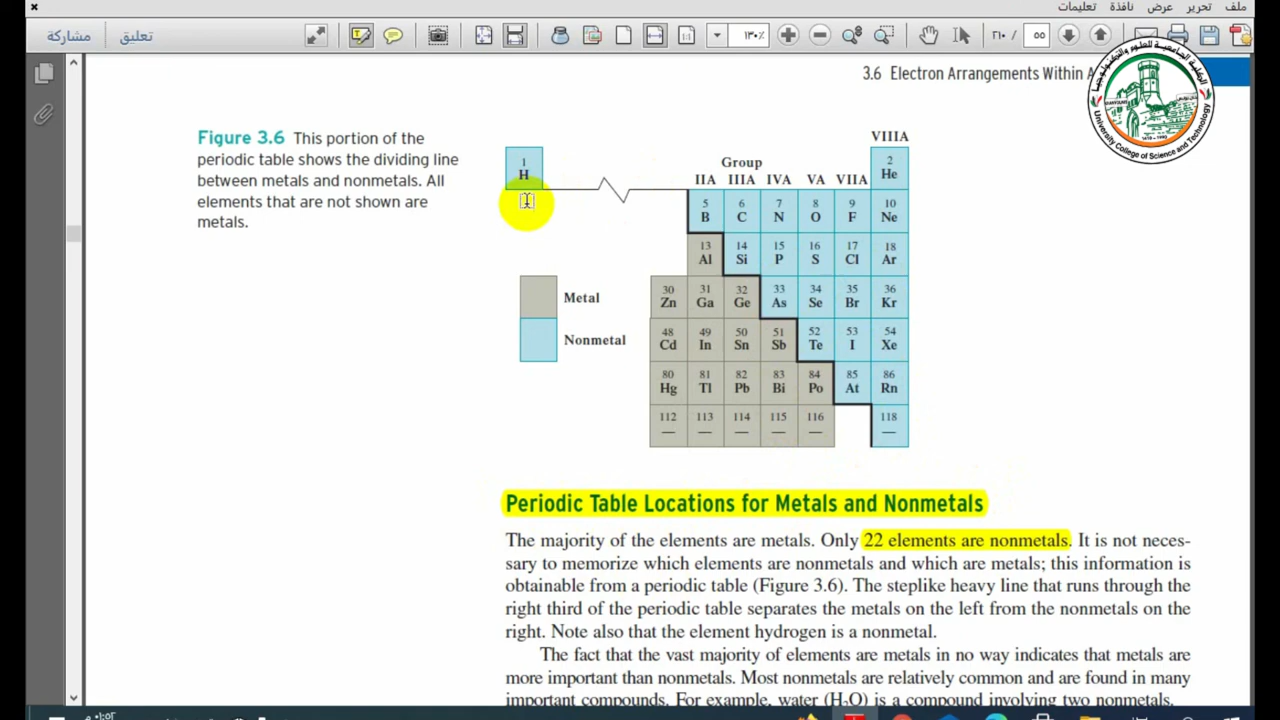 ملف تحرير عرض نافذة تعليمات
٥٥ / ٢١٠ ١٣٠٪ تعليق مشاركة
3.6 Electron Arrangements Within A
University College of Science and Technology
Figure 3.6 This portion of the
periodic table shows the dividing line
between metals and nonmetals. All
elements that are not shown are
metals.
VIIIA
Group
IIA IIIA IVA VA VIIA
1 2
H He
5 6 7 8 9 10
B C N O F Ne
13 14 15 16 17 18
Al Si P S Cl Ar
30 31 32 33 34 35 36
Zn Ga Ge As Se Br Kr
48 49 50 51 52 53 54
Cd In Sn Sb Te I Xe
80 81 82 83 84 85 86
Hg Tl Pb Bi Po At Rn
112 113 114 115 116 118
— — — — — —
Metal
Nonmetal
Periodic Table Locations for Metals and Nonmetals
The majority of the elements are metals. Only 22 elements are nonmetals. It is not neces-
sary to memorize which elements are nonmetals and which are metals; this information is
obtainable from a periodic table (Figure 3.6). The steplike heavy line that runs through the
right third of the periodic table separates the metals on the left from the nonmetals on the
right. Note also that the element hydrogen is a nonmetal.
The fact that the vast majority of elements are metals in no way indicates that metals are
more important than nonmetals. Most nonmetals are relatively common and are found in many
important compounds. For example, water (H₂O) is a compound involving two nonmetals.